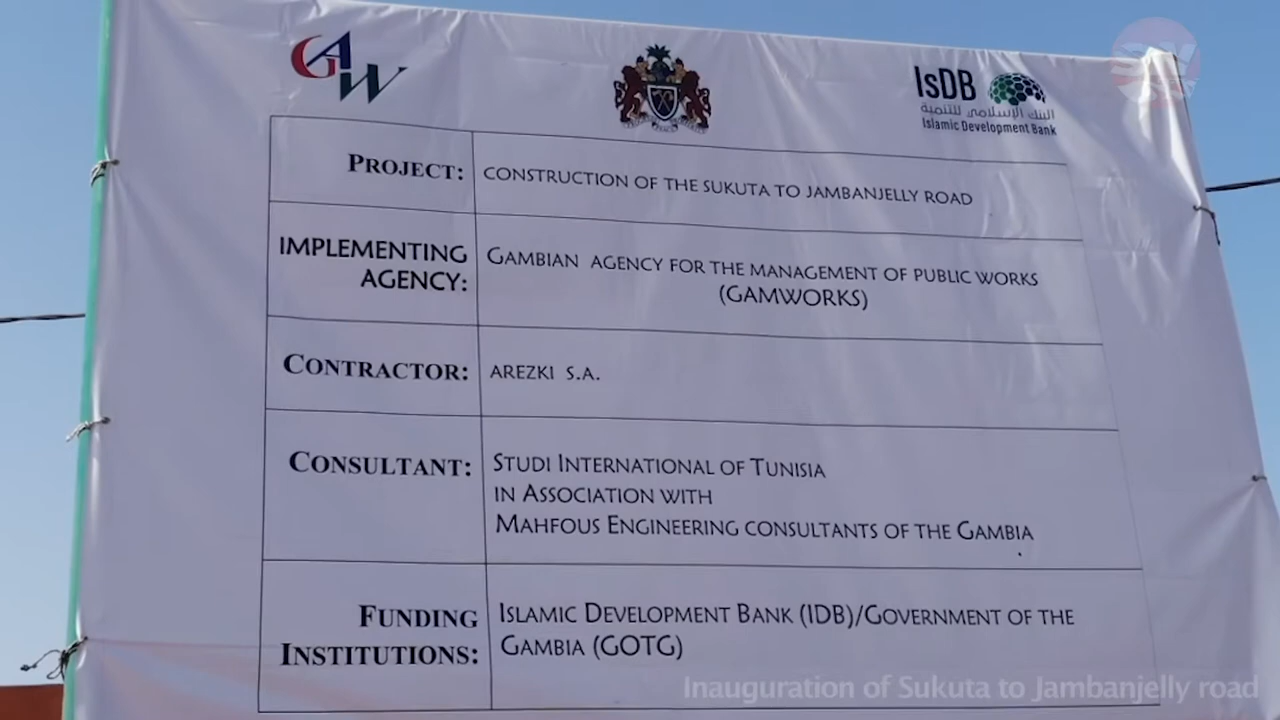 GAW
IsDB
البنك الإسلامي للتنمية
Islamic Development Bank
PROJECT: CONSTRUCTION OF THE SUKUTA TO JAMBANJELLY ROAD
IMPLEMENTING AGENCY: GAMBIAN AGENCY FOR THE MANAGEMENT OF PUBLIC WORKS
(GAMWORKS)
CONTRACTOR: AREZKI S.A.
CONSULTANT: STUDI INTERNATIONAL OF TUNISIA
IN ASSOCIATION WITH
MAHFOUS ENGINEERING CONSULTANTS OF THE GAMBIA
FUNDING INSTITUTIONS: ISLAMIC DEVELOPMENT BANK (IDB)/GOVERNMENT OF THE
GAMBIA (GOTG)
Inauguration of Sukuta to Jambanjelly road